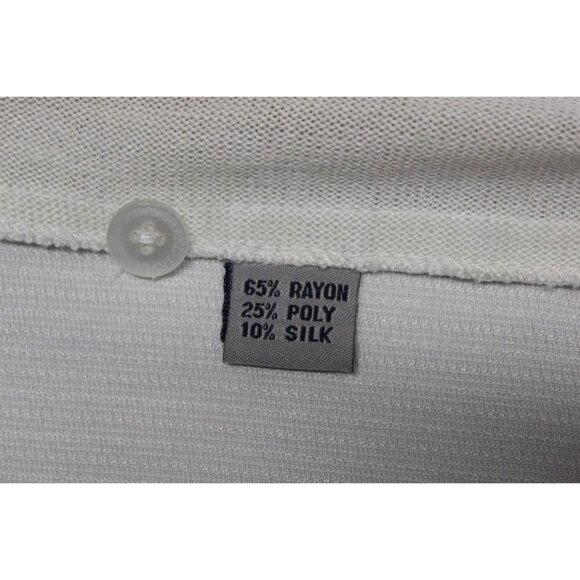 65% RAYON
25% POLY
10% SILK